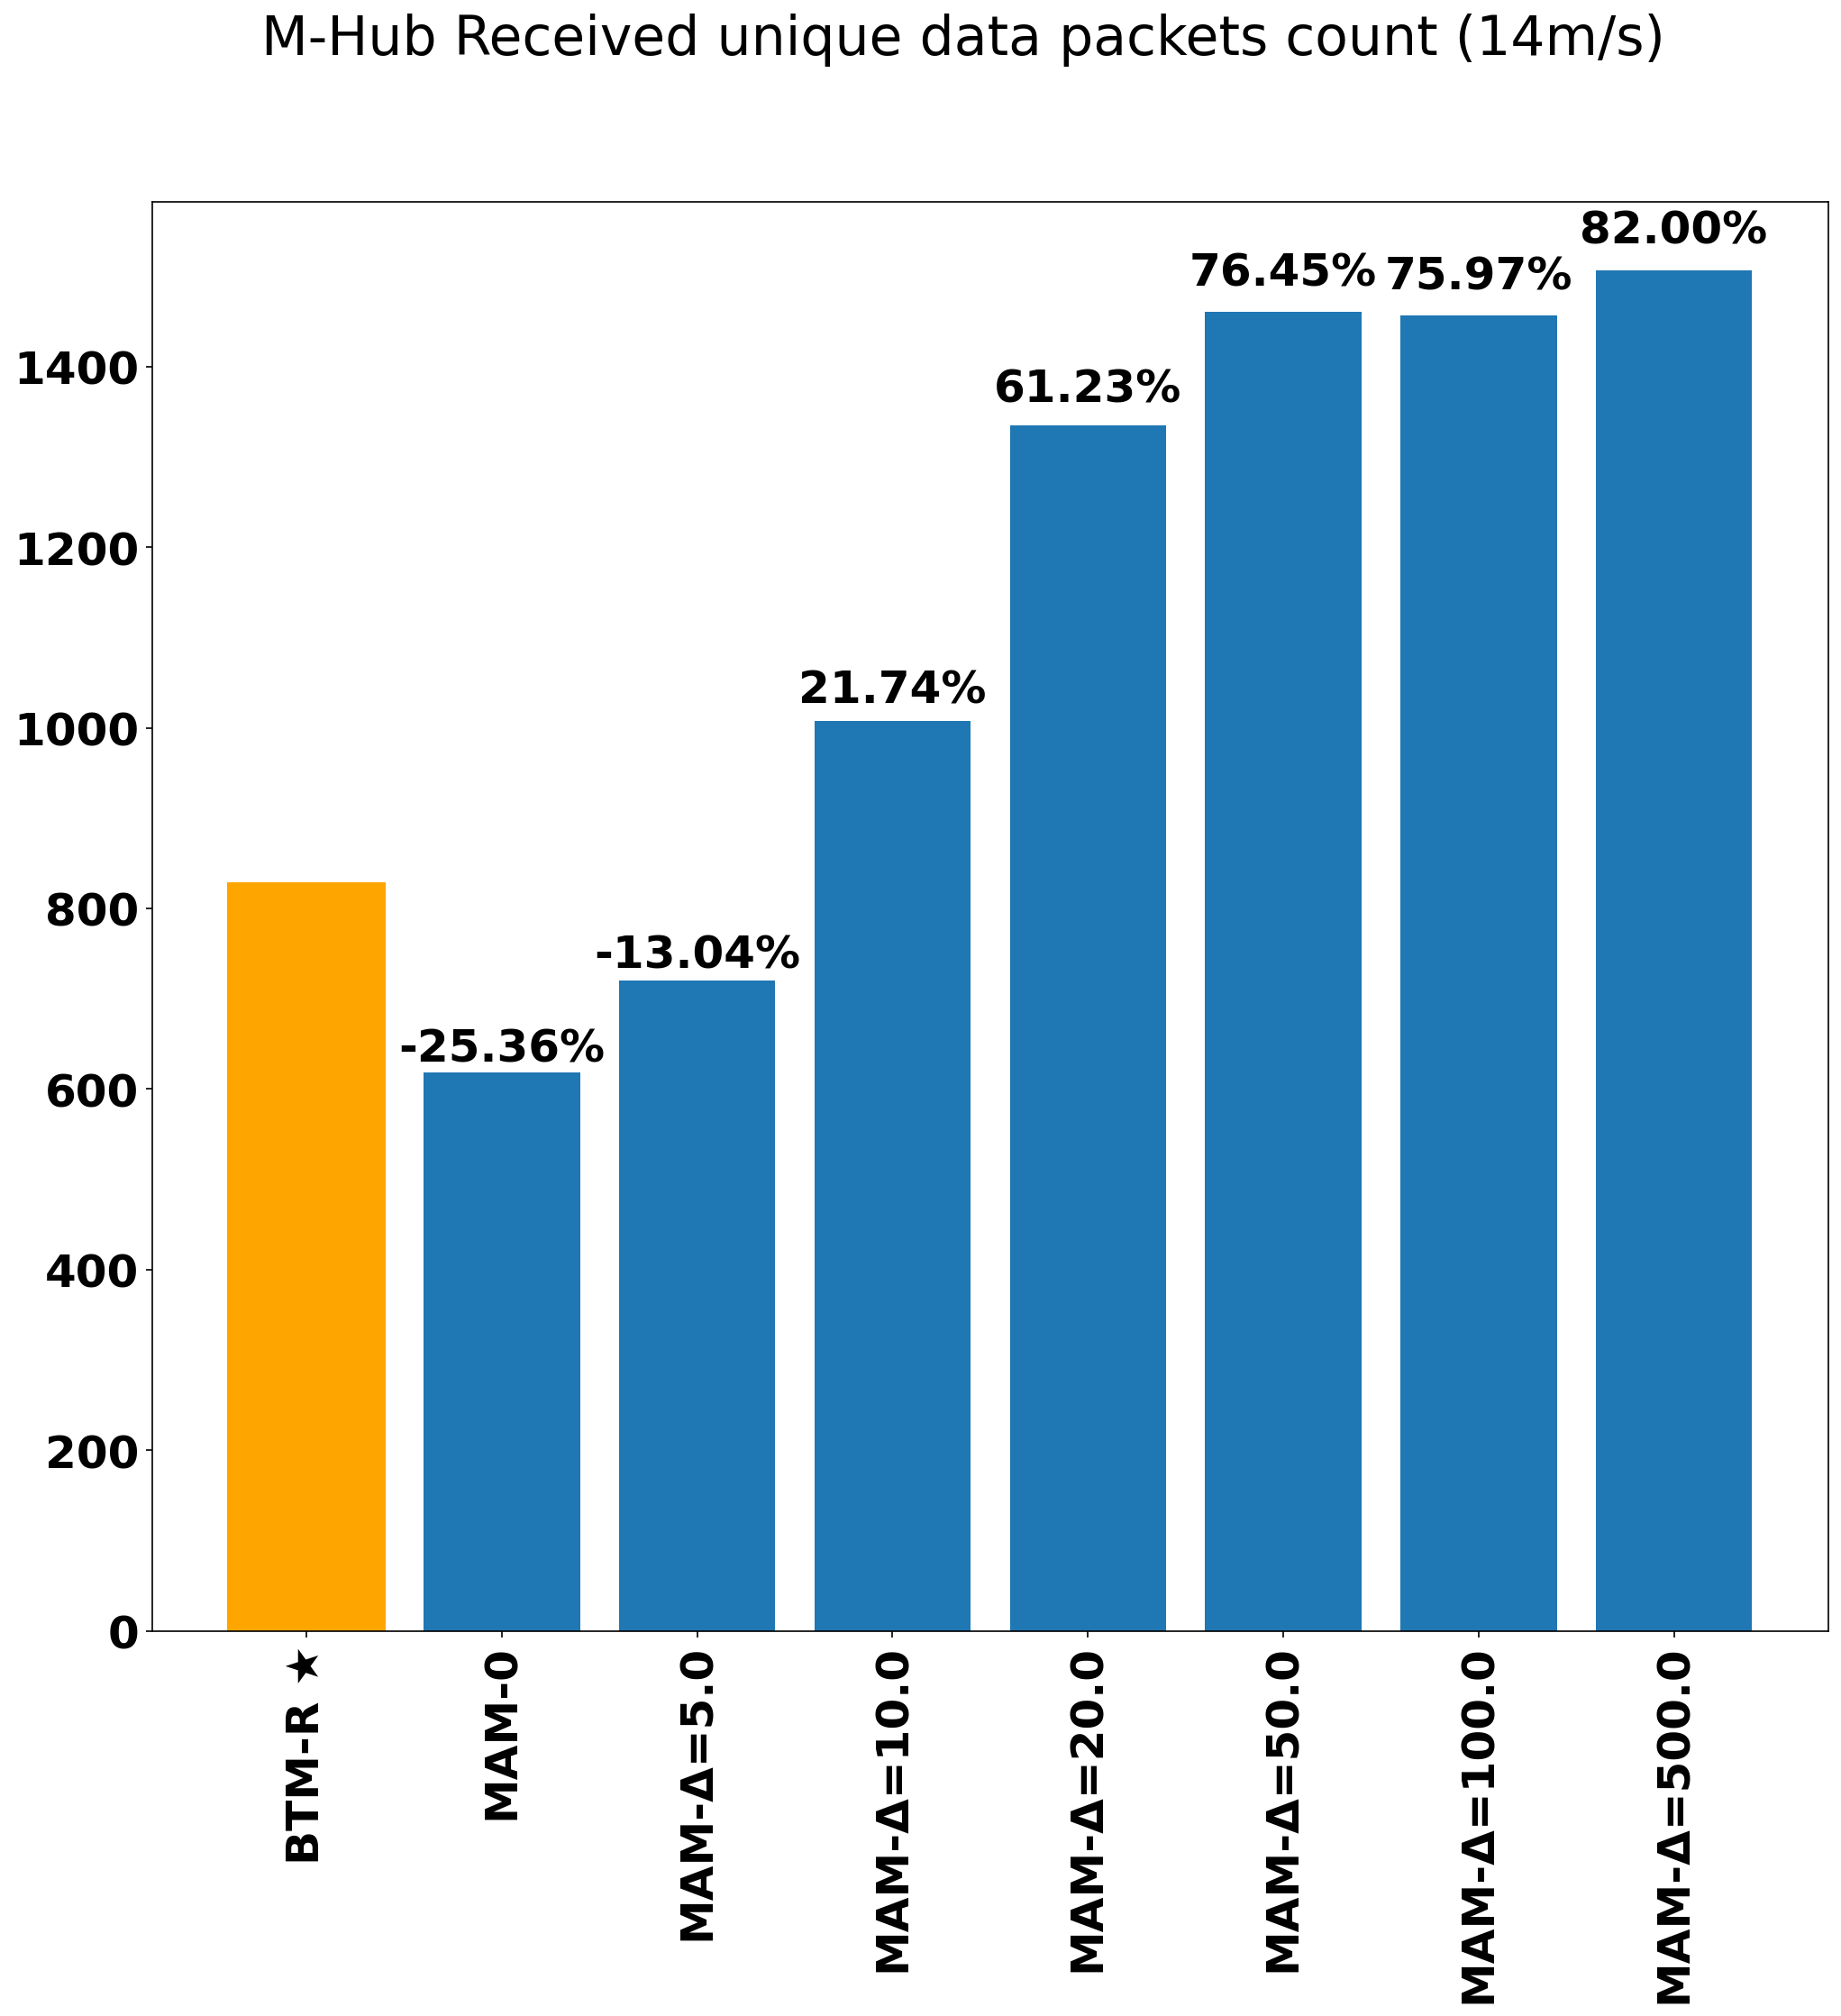 M-Hub Received unique data packets count (14m/s)
82.00%
76.45%
75.97%
61.23%
21.74%
-13.04%
-25.36%
1400
1200
1000
800
600
400
200
0
BTM-R ★
MAM-0
MAM-Δ=5.0
MAM-Δ=10.0
MAM-Δ=20.0
MAM-Δ=50.0
MAM-Δ=100.0
MAM-Δ=500.0